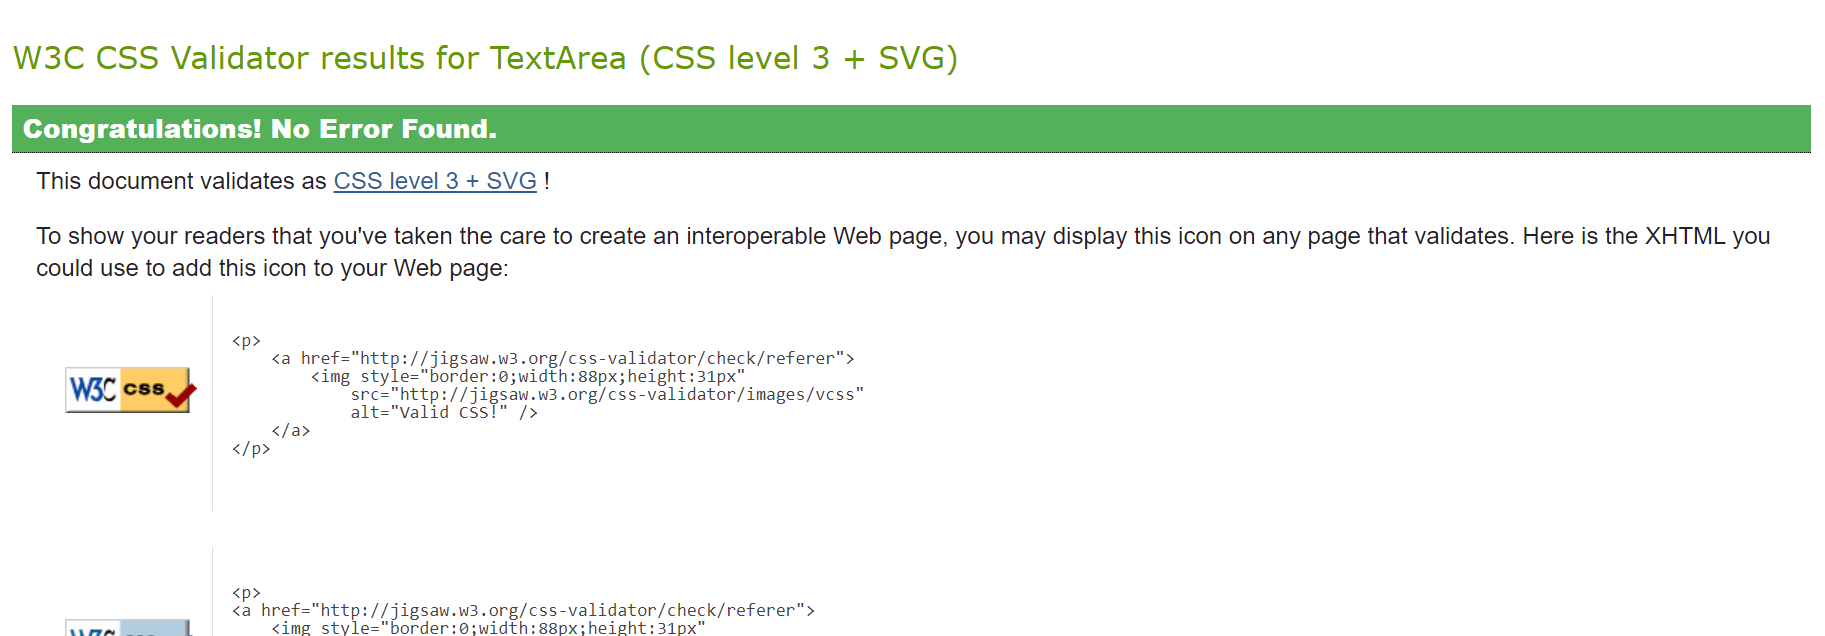 W3C CSS Validator results for TextArea (CSS level 3 + SVG)
Congratulations! No Error Found.
This document validates as CSS level 3 + SVG !
To show your readers that you've taken the care to create an interoperable Web page, you may display this icon on any page that validates. Here is the XHTML you
could use to add this icon to your Web page:
<p>
    <a href="http://jigsaw.w3.org/css-validator/check/referer">
        <img style="border:0;width:88px;height:31px"
            src="http://jigsaw.w3.org/css-validator/images/vcss"
W3C css
            alt="Valid CSS!" />
    </a>
</p>
<p>
<a href="http://jigsaw.w3.org/css-validator/check/referer">
    <img style="border:0;width:88px;height:31px"